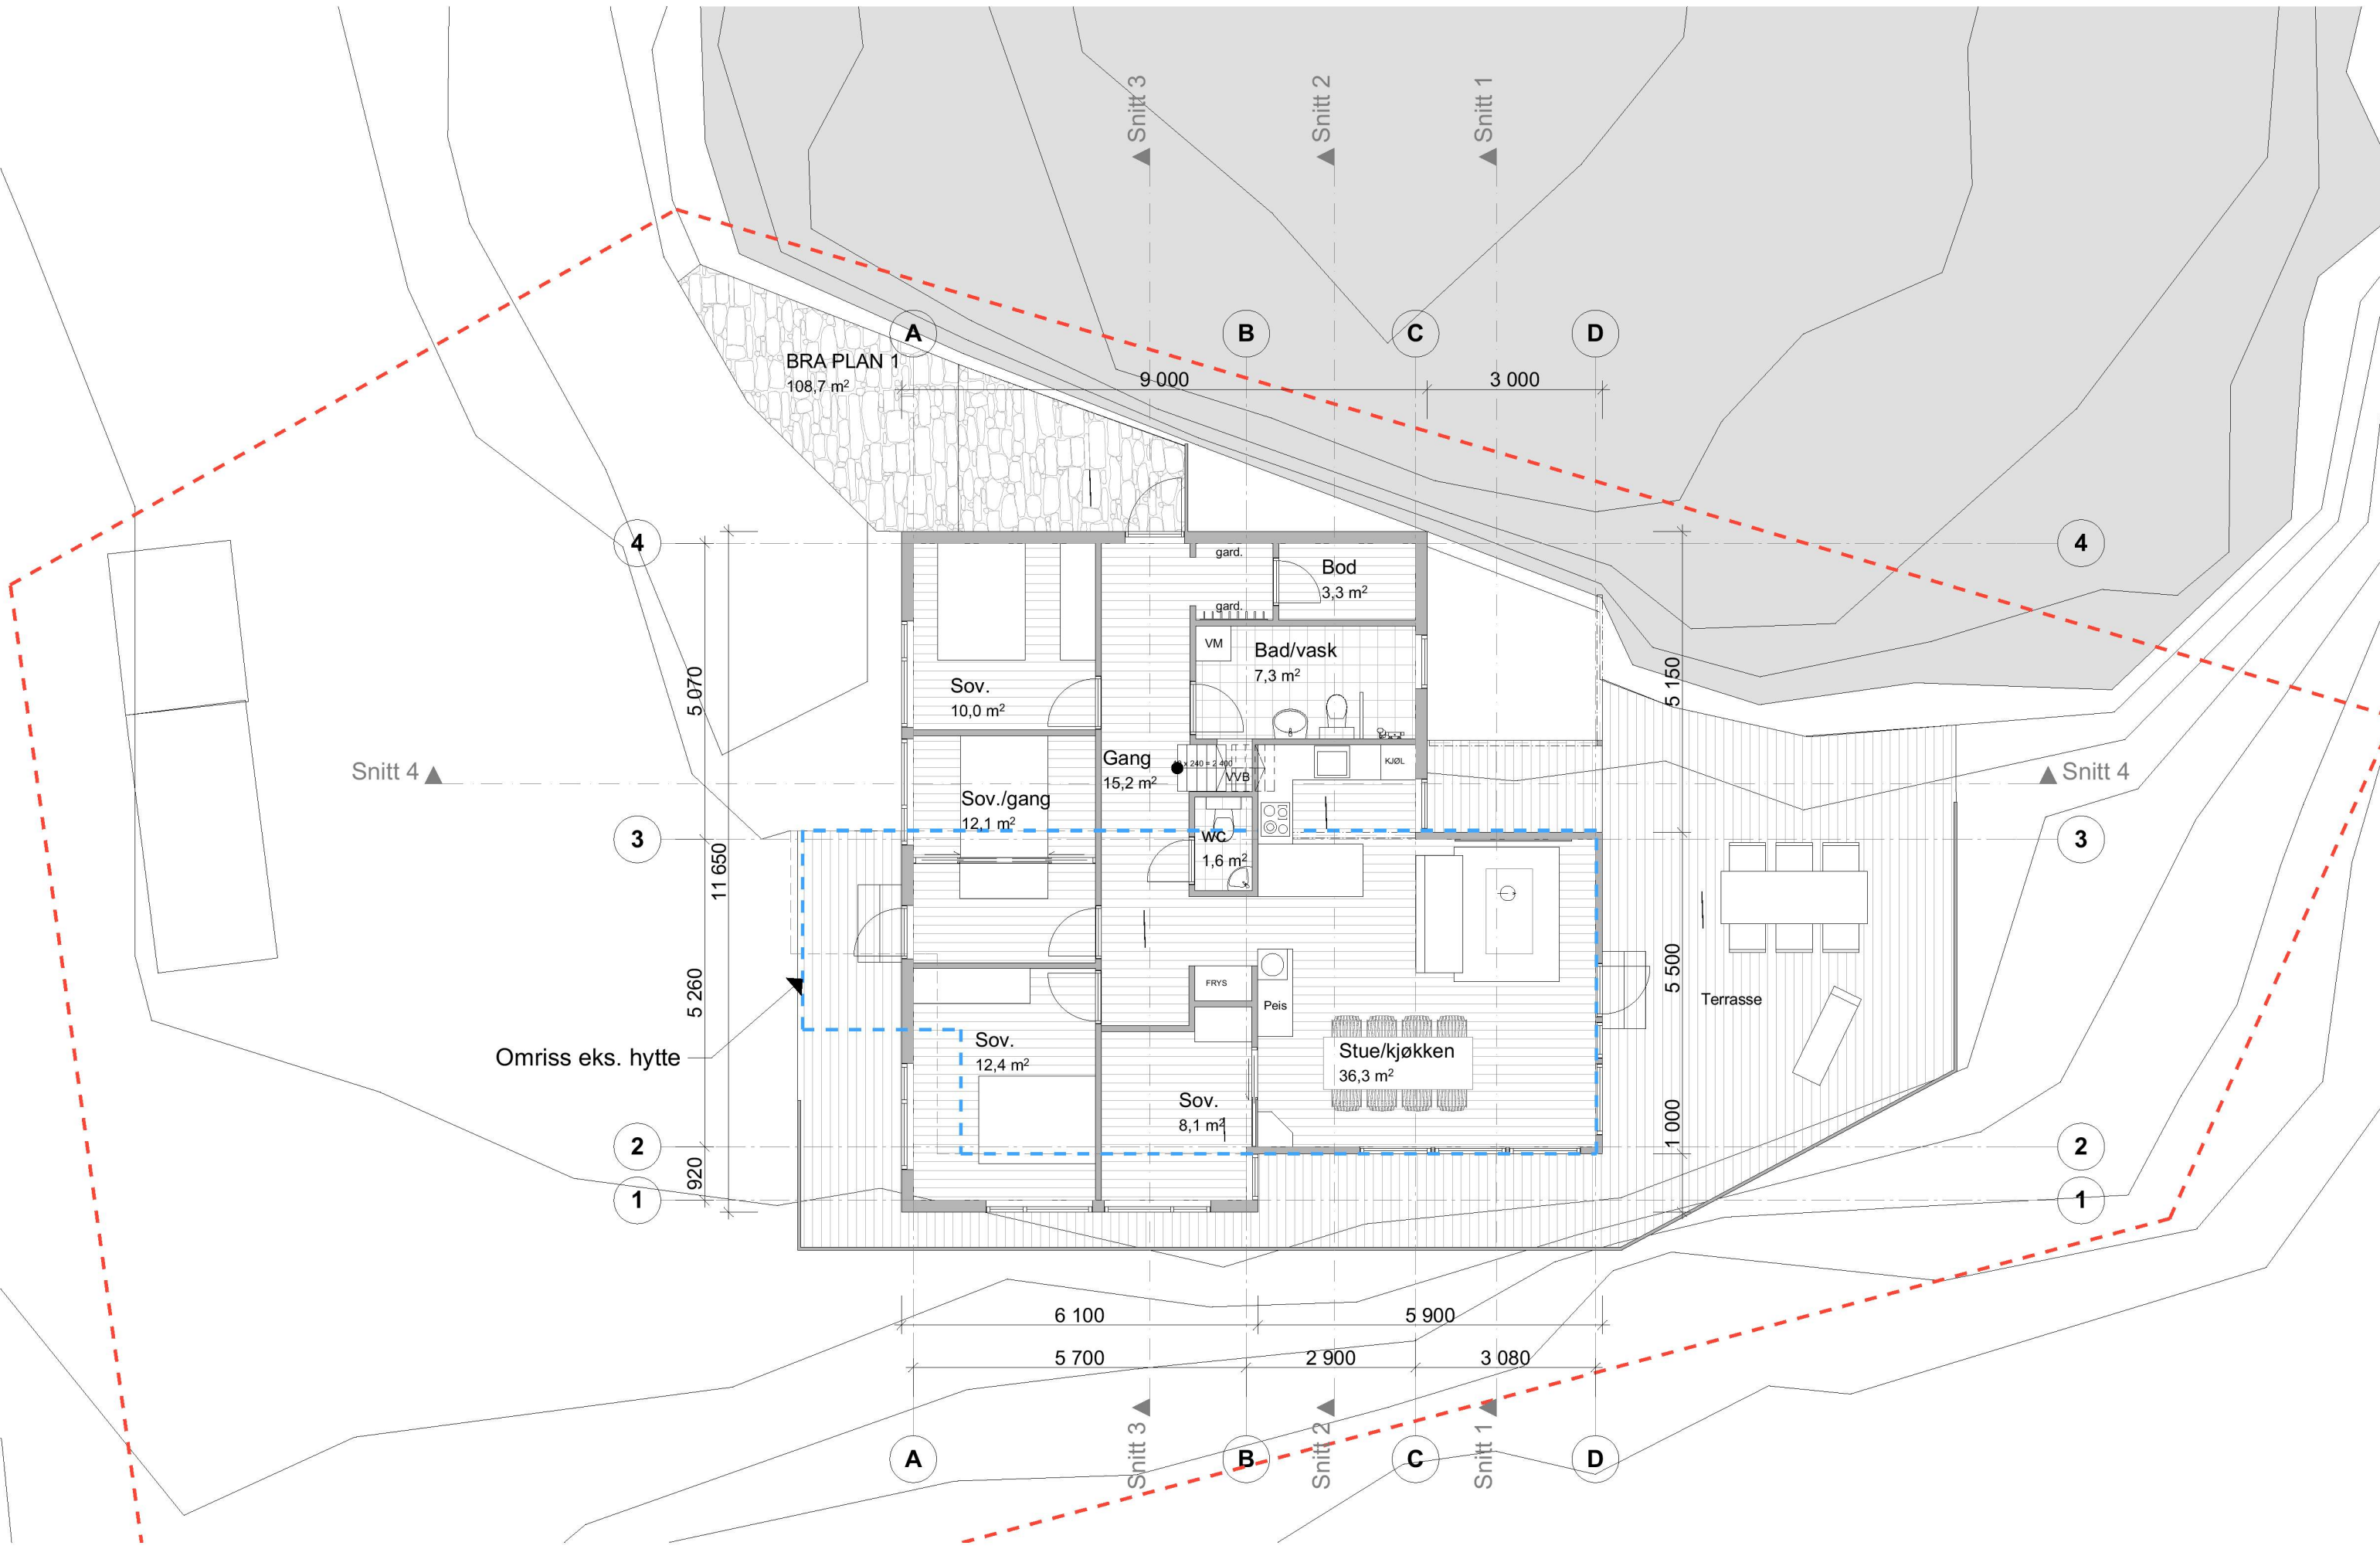 Snitt 3
Snitt 2
Snitt 1
A
B
C
D
BRA PLAN 1
108,7 m²
9 000
3 000
4
4
gard.
Bod
3,3 m²
gard.
VM
Bad/vask
7,3 m²
5 070
5 150
Sov.
10,0 m²
Snitt 4
Gang
15,2 m²
VVB
KJØL
Snitt 4
Sov./gang
12,1 m²
3
WC
1,6 m²
3
11 650
5 260
5 500
FRYS
Peis
Terrasse
Omriss eks. hytte
Sov.
12,4 m²
Stue/kjøkken
36,3 m²
Sov.
8,1 m²
1 000
2
2
920
1
1
6 100
5 900
5 700
2 900
3 080
Snitt 3
Snitt 2
Snitt 1
A
B
C
D